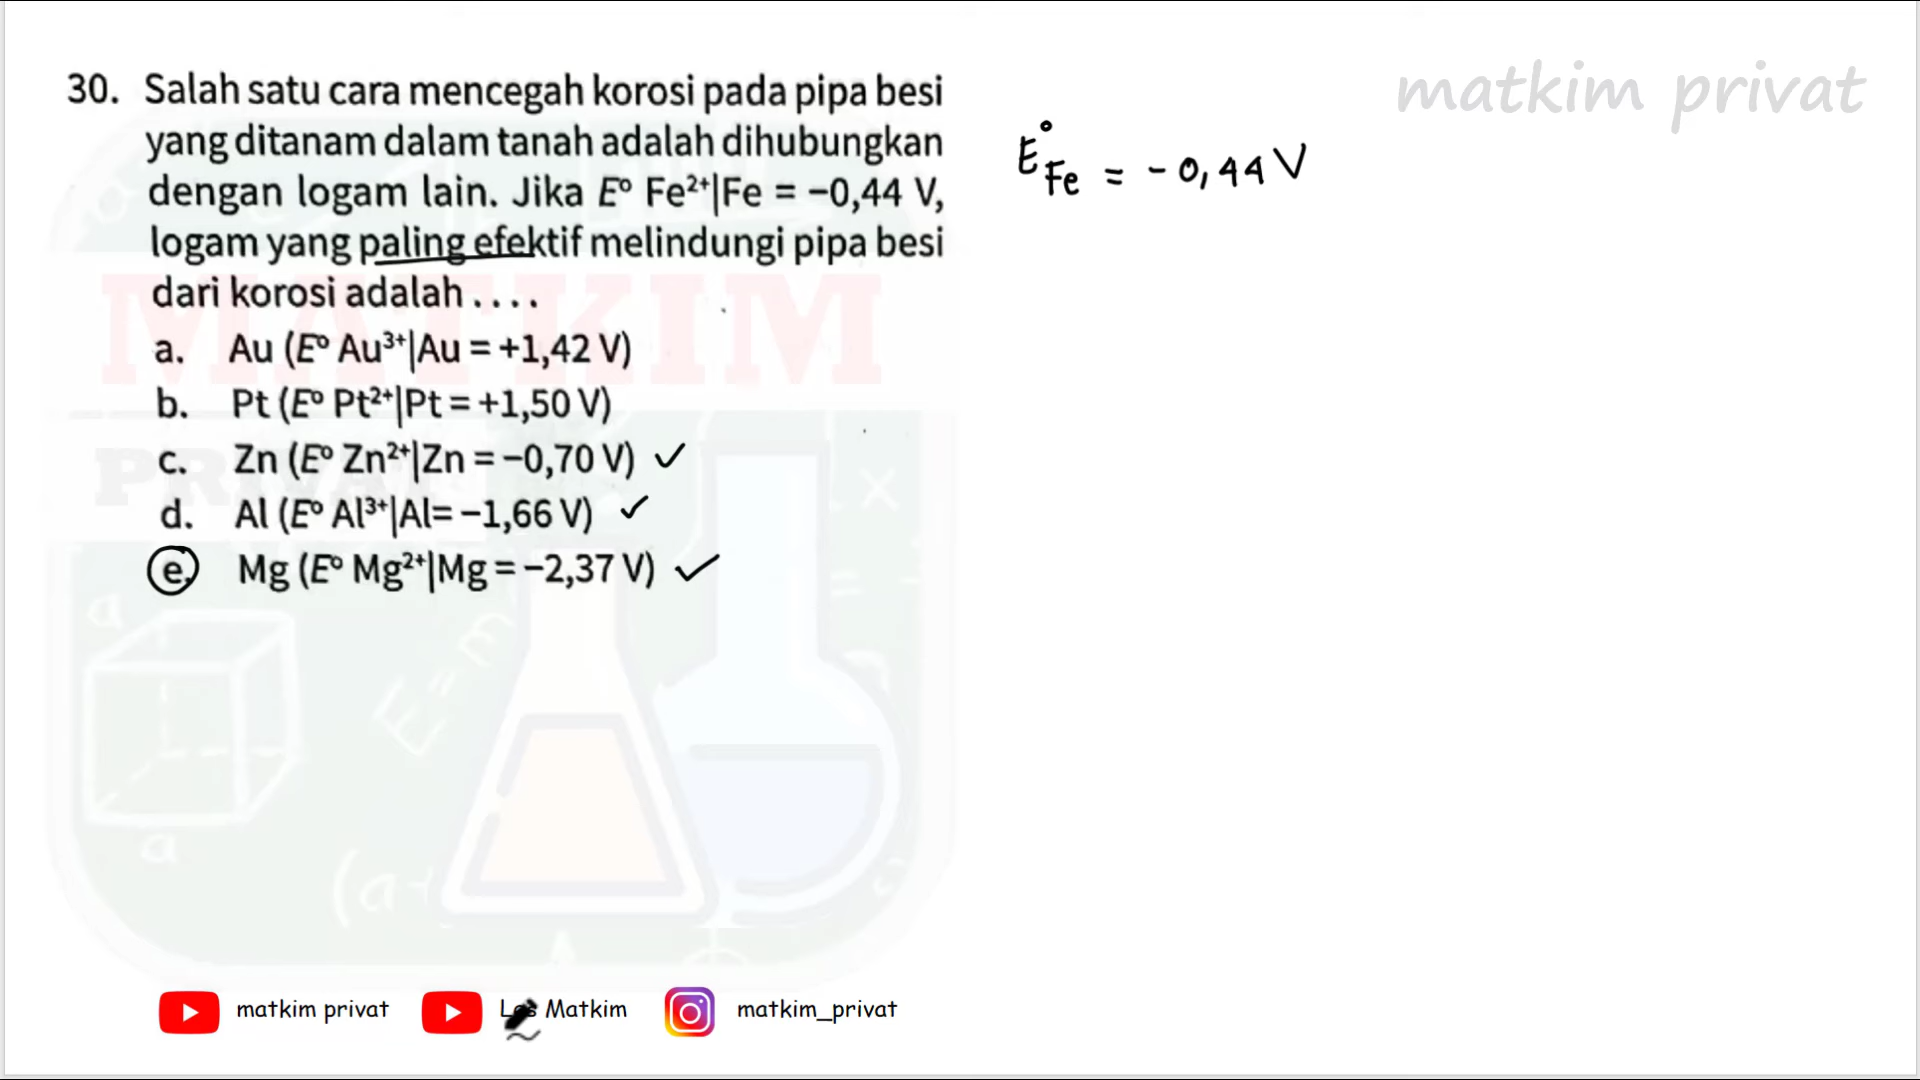 matkim privat
30. Salah satu cara mencegah korosi pada pipa besi
yang ditanam dalam tanah adalah dihubungkan
dengan logam lain. Jika E° Fe²⁺|Fe = −0,44 V,
logam yang paling efektif melindungi pipa besi
dari korosi adalah . . . .
a. Au (E° Au³⁺|Au = +1,42 V)
b. Pt (E° Pt²⁺|Pt = +1,50 V)
c. Zn (E° Zn²⁺|Zn = −0,70 V) ✓
d. Al (E° Al³⁺|Al= −1,66 V) ✓
e. Mg (E° Mg²⁺|Mg = −2,37 V) ✓
E°Fe = -0,44 V
MATKIM
PRIVAT
a
a
E = m
(a+
matkim privat
Les Matkim
matkim_privat